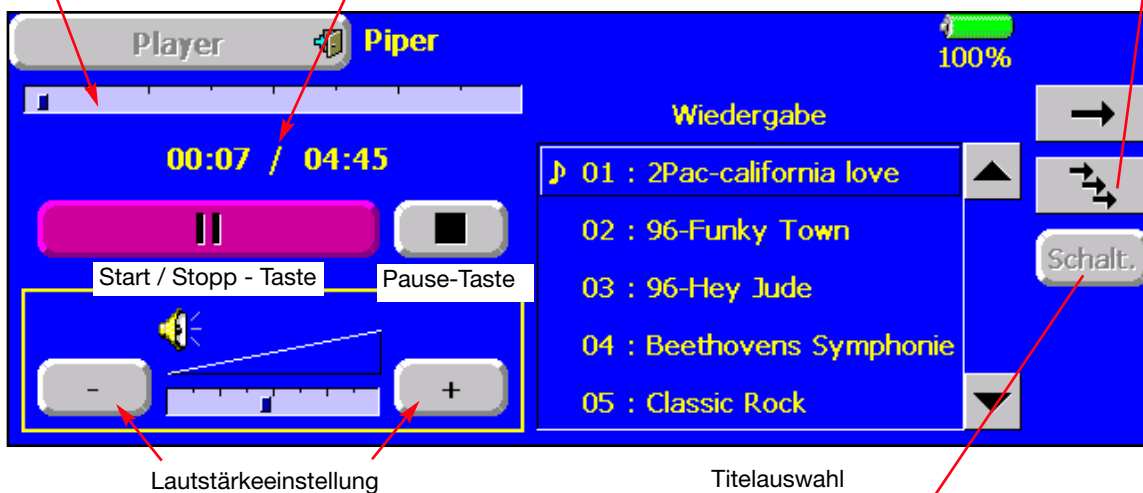 Player Piper
100%
Wiedergabe
00:07 / 04:45
01 : 2Pac-california love
02 : 96-Funky Town
03 : 96-Hey Jude
04 : Beethovens Symphonie
05 : Classic Rock
Schalt.
Start / Stopp - Taste
Pause-Taste
- +
Lautstärkeeinstellung
Titelauswahl